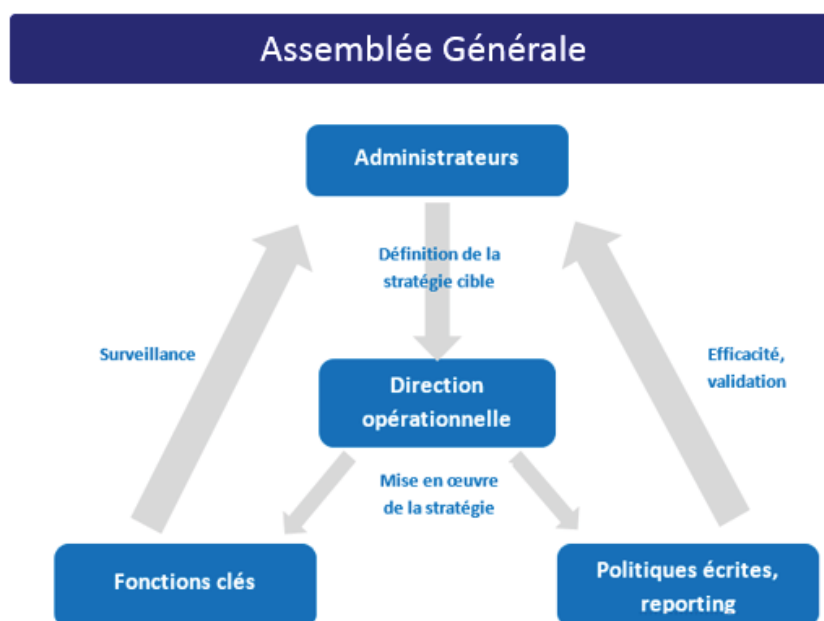 Assemblée Générale
Administrateurs
Définition de la
stratégie cible
Surveillance
Efficacité,
validation
Direction
opérationnelle
Mise en œuvre
de la stratégie
Fonctions clés
Politiques écrites,
reporting